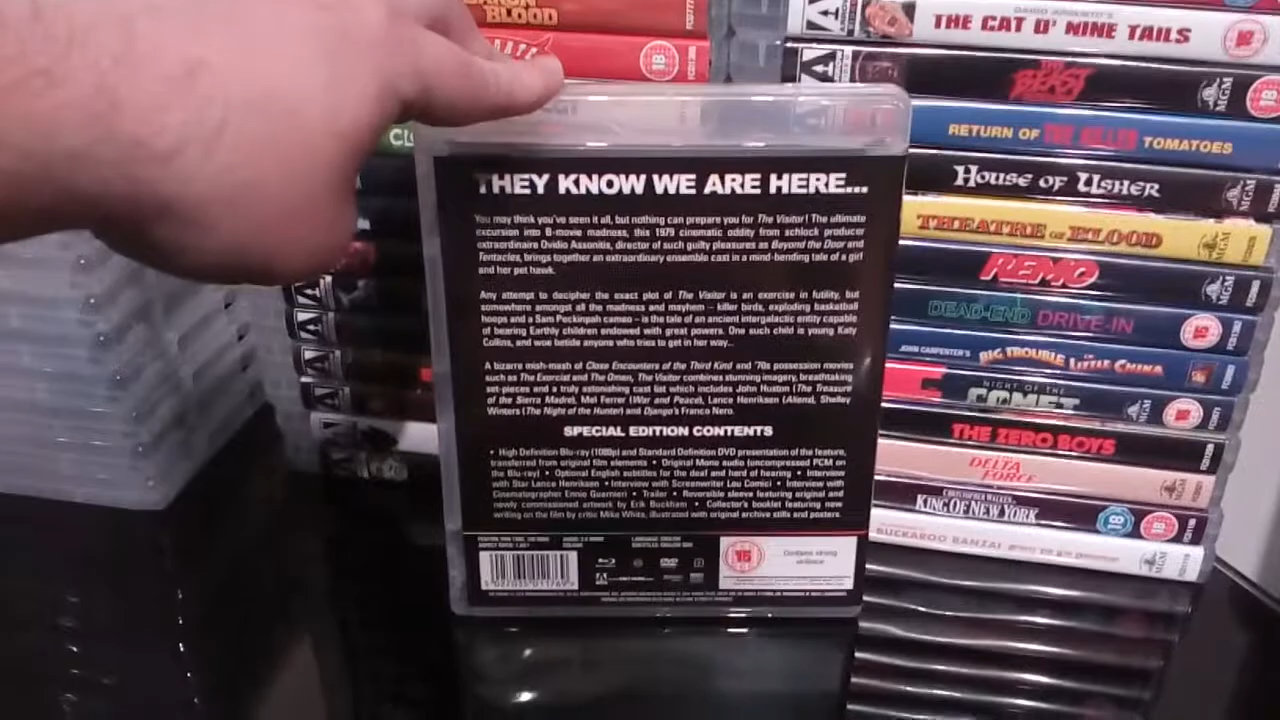 BLOOD
18
THE CAT O' NINE TAILS
THE BEAST
MGM
18
RETURN OF THE KILLER TOMATOES
HOUSE OF USHER
THEATRE OF BLOOD
REMO
MGM
DEAD-END DRIVE-IN
15
JOHN CARPENTER'S BIG TROUBLE IN LITTLE CHINA
NIGHT OF THE COMET
MGM
15
THE ZERO BOYS
THE DELTA FORCE
CHRISTOPHER WALKEN
KING OF NEW YORK
18
18
BUCKAROO BANZAI
MGM
THEY KNOW WE ARE HERE...
You may think you've seen it all, but nothing can prepare you for The Visitor! The ultimate
excursion into B-movie madness, this 1979 cinematic oddity from schlock producer
extraordinaire Ovidio Assonitis, director of such guilty pleasures as Beyond the Door and
Tentacles, brings together an extraordinary ensemble cast in a mind-bending tale of a girl
and her pet hawk.
Any attempt to decipher the exact plot of The Visitor is an exercise in futility, but
somewhere amongst all the madness and mayhem – killer birds, exploding basketball
hoops and a Sam Peckinpah cameo – is the tale of an ancient intergalactic entity capable
of bearing Earthly children endowed with great powers. One such child is young Katy
Collins, and woe betide anyone who tries to get in her way...
A bizarre mish-mash of Close Encounters of the Third Kind and '70s possession movies
such as The Exorcist and The Omen, The Visitor combines stunning imagery, breathtaking
set-pieces and a truly astonishing cast list which includes John Huston (The Treasure
of the Sierra Madre), Mel Ferrer (War and Peace), Lance Henriksen (Aliens), Shelley
Winters (The Night of the Hunter) and Django's Franco Nero.
SPECIAL EDITION CONTENTS
• High Definition Blu-ray (1080p) and Standard Definition DVD presentation of the feature,
transferred from original film elements • Original Mono audio (uncompressed PCM on
the Blu-ray) • Optional English subtitles for the deaf and hard of hearing • Interview
with Star Lance Henriksen • Interview with Screenwriter Lou Comici • Interview with
Cinematographer Ennio Guarnieri • Trailer • Reversible sleeve featuring original and
newly commissioned artwork by Erik Buckham • Collector's booklet featuring new
writing on the film by critic Mike White, illustrated with original archive stills and posters.
15
Contains strong
violence